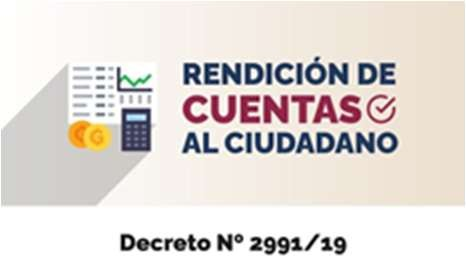 RENDICIÓN DE
CUENTAS
AL CIUDADANO
Decreto Nº 2991/19